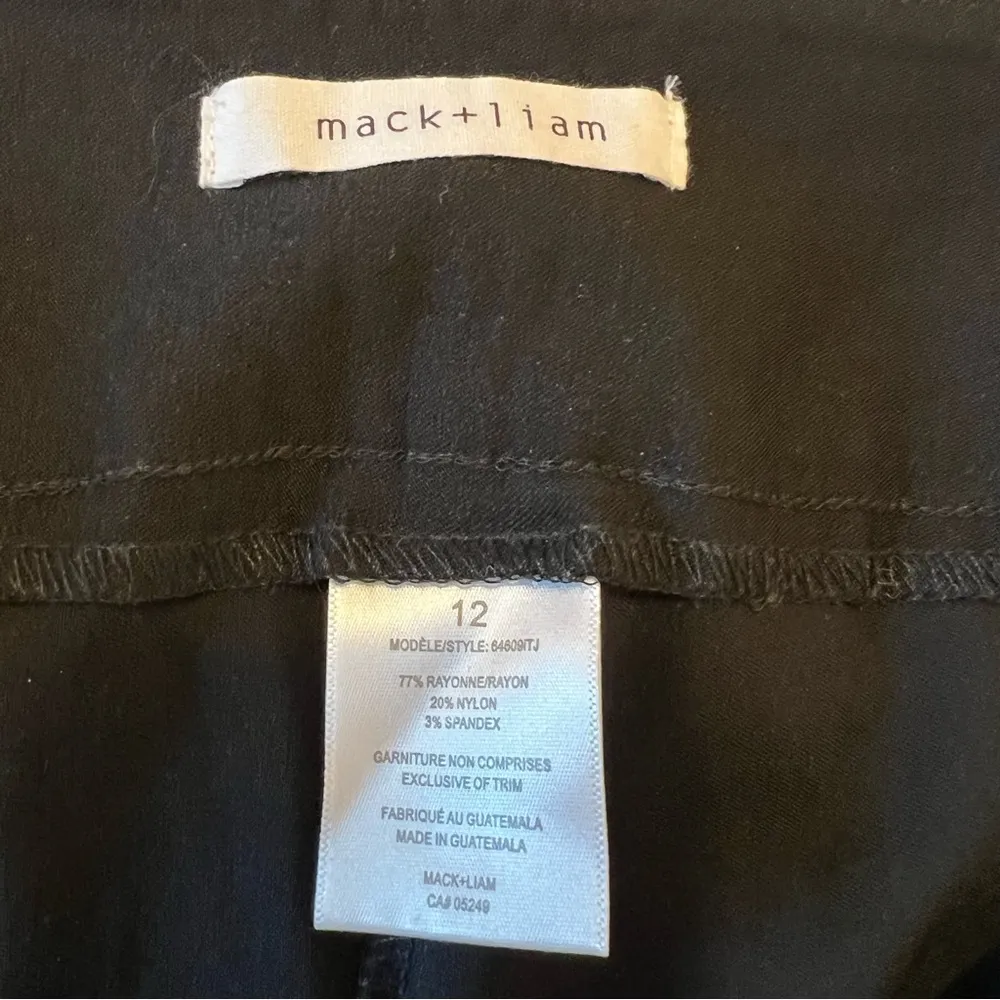 mack+liam
12
MODÈLE/STYLE: 64609ITJ
77% RAYONNE/RAYON
20% NYLON
3% SPANDEX
GARNITURE NON COMPRISES
EXCLUSIVE OF TRIM
FABRIQUÉ AU GUATEMALA
MADE IN GUATEMALA
MACK+LIAM
CA# 05249